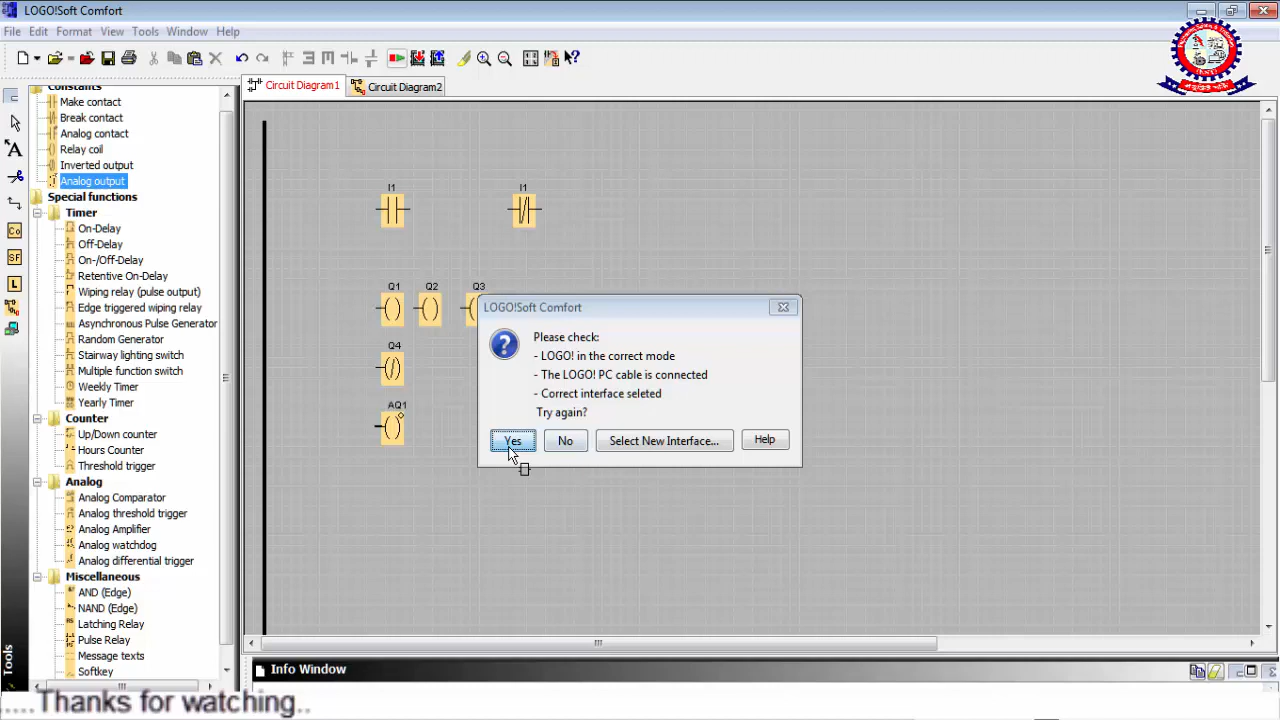 LOGO!Soft Comfort
File Edit Format View Tools Window Help
Circuit Diagram1 Circuit Diagram2
Constants
Make contact
Break contact
Analog contact
Relay coil
Inverted output
Analog output
Special functions
Timer
On-Delay
Off-Delay
On-/Off-Delay
Retentive On-Delay
Wiping relay (pulse output)
Edge triggered wiping relay
Asynchronous Pulse Generator
Random Generator
Stairway lighting switch
Multiple function switch
Weekly Timer
Yearly Timer
Counter
Up/Down counter
Hours Counter
Threshold trigger
Analog
Analog Comparator
Analog threshold trigger
Analog Amplifier
Analog watchdog
Analog differential trigger
Miscellaneous
AND (Edge)
NAND (Edge)
Latching Relay
Pulse Relay
Message texts
Softkey
Co
SF
L
Tools
I1 I1
Q1 Q2 Q3
Q4
AQ1
LOGO!Soft Comfort
Please check:
- LOGO! in the correct mode
- The LOGO! PC cable is connected
- Correct interface seleted
Try again?
Yes No Select New Interface... Help
Info Window
.....Thanks for watching..